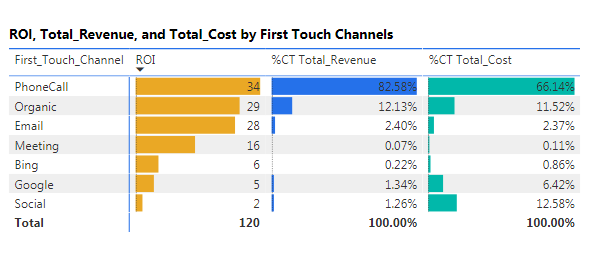 ROI, Total_Revenue, and Total_Cost by First Touch Channels
First_Touch_Channel ROI %CT Total_Revenue %CT Total_Cost
PhoneCall 34 82.58% 66.14%
Organic 29 12.13% 11.52%
Email 28 2.40% 2.37%
Meeting 16 0.07% 0.11%
Bing 6 0.22% 0.86%
Google 5 1.34% 6.42%
Social 2 1.26% 12.58%
Total 120 100.00% 100.00%